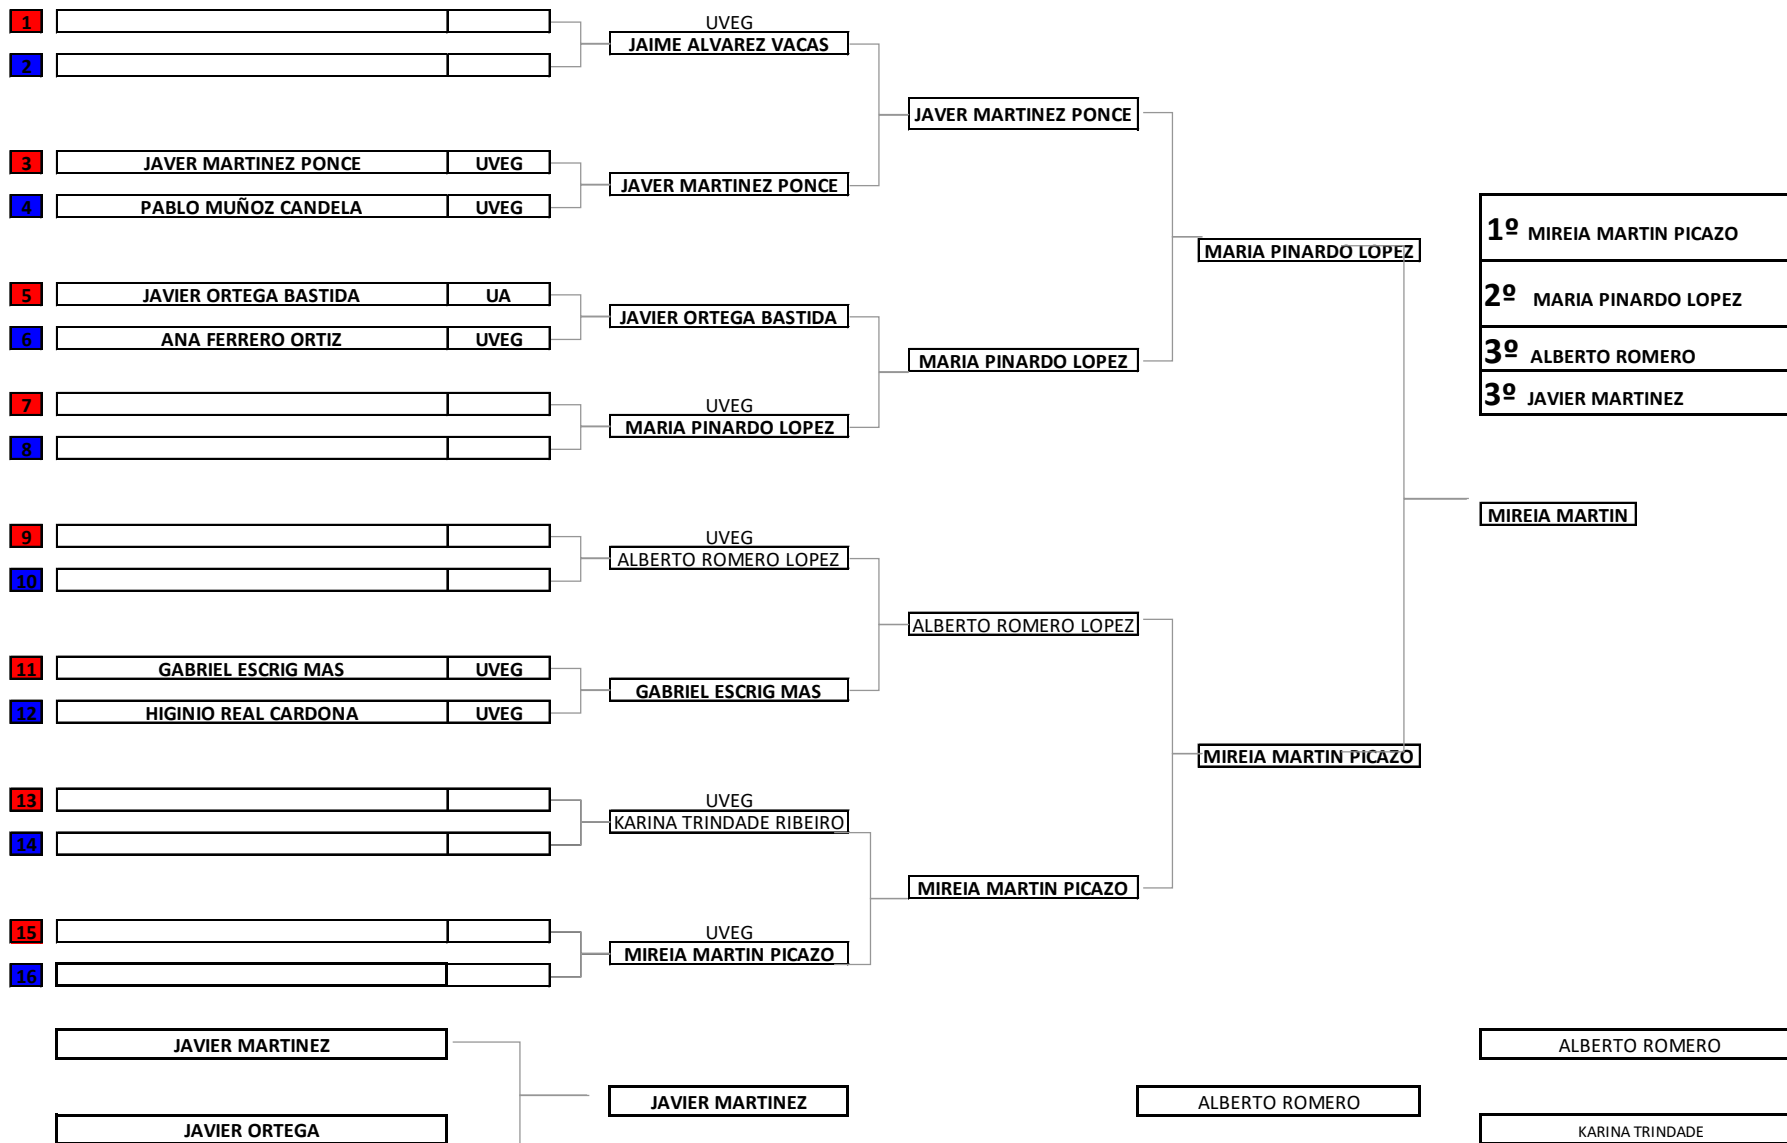 1
2
UVEG
JAIME ALVAREZ VACAS
JAVER MARTINEZ PONCE
3 JAVER MARTINEZ PONCE UVEG
4 PABLO MUÑOZ CANDELA UVEG
JAVER MARTINEZ PONCE
MARIA PINARDO LOPEZ
1º MIREIA MARTIN PICAZO
2º MARIA PINARDO LOPEZ
3º ALBERTO ROMERO
3º JAVIER MARTINEZ
5 JAVIER ORTEGA BASTIDA UA
6 ANA FERRERO ORTIZ UVEG
JAVIER ORTEGA BASTIDA
MARIA PINARDO LOPEZ
7
8
UVEG
MARIA PINARDO LOPEZ
MIREIA MARTIN
9
10
UVEG
ALBERTO ROMERO LOPEZ
ALBERTO ROMERO LOPEZ
11 GABRIEL ESCRIG MAS UVEG
12 HIGINIO REAL CARDONA UVEG
GABRIEL ESCRIG MAS
MIREIA MARTIN PICAZO
13
14
UVEG
KARINA TRINDADE RIBEIRO
MIREIA MARTIN PICAZO
15
16
UVEG
MIREIA MARTIN PICAZO
JAVIER MARTINEZ
ALBERTO ROMERO
JAVIER MARTINEZ
ALBERTO ROMERO
JAVIER ORTEGA
KARINA TRINDADE